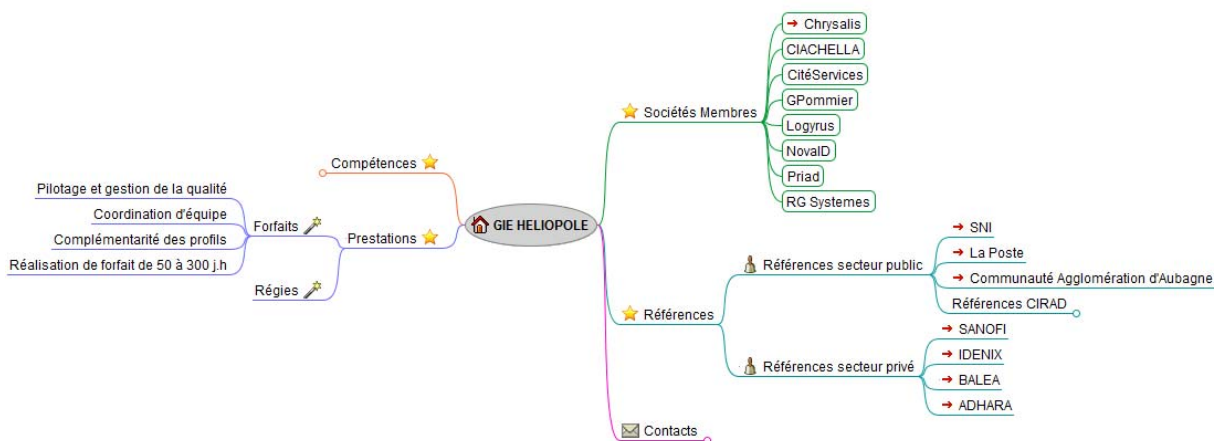 GIE HELIOPOLE
Compétences
Prestations
Forfaits
Pilotage et gestion de la qualité
Coordination d'équipe
Complémentarité des profils
Réalisation de forfait de 50 à 300 j.h
Régies
Sociétés Membres
Chrysalis
CIACHELLA
CitéServices
GPommier
Logyrus
NovaID
Priad
RG Systemes
Références
Références secteur public
SNI
La Poste
Communauté Agglomération d'Aubagne
Références CIRAD
Références secteur privé
SANOFI
IDENIX
BALEA
ADHARA
Contacts